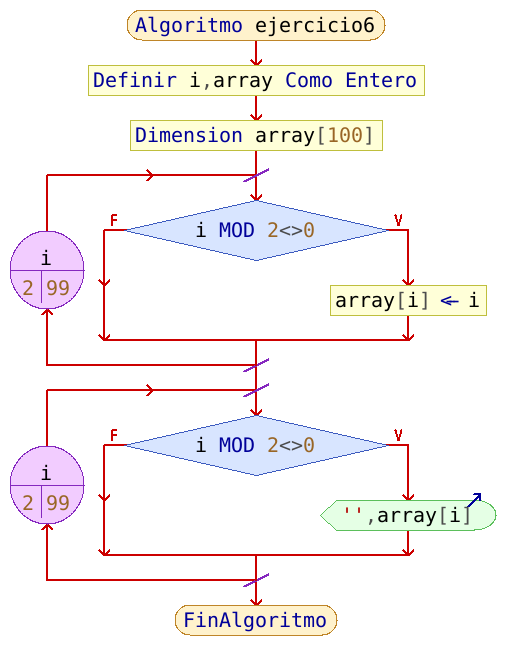 Algoritmo ejercicio6
Definir i,array Como Entero
Dimension array[100]
F
i MOD 2<>0
V
i
2 99
array[i] <- i
F
i MOD 2<>0
V
i
2 99
'',array[i]
FinAlgoritmo